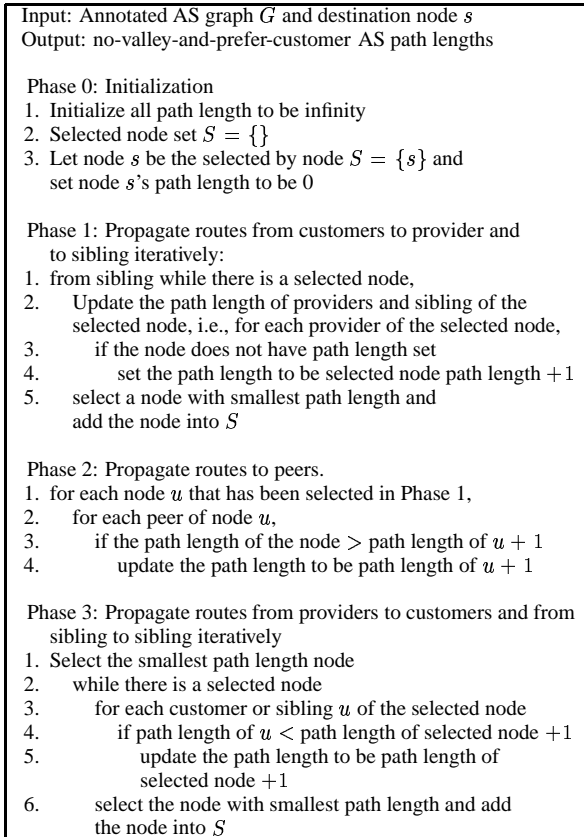 Input: Annotated AS graph G and destination node s
Output: no-valley-and-prefer-customer AS path lengths
Phase 0: Initialization
1. Initialize all path length to be infinity
2. Selected node set S = {}
3. Let node s be the selected by node S = {s} and
set node s's path length to be 0
Phase 1: Propagate routes from customers to provider and
to sibling iteratively:
1. from sibling while there is a selected node,
2. Update the path length of providers and sibling of the
selected node, i.e., for each provider of the selected node,
3. if the node does not have path length set
4. set the path length to be selected node path length +1
5. select a node with smallest path length and
add the node into S
Phase 2: Propagate routes to peers.
1. for each node u that has been selected in Phase 1,
2. for each peer of node u,
3. if the path length of the node > path length of u + 1
4. update the path length to be path length of u + 1
Phase 3: Propagate routes from providers to customers and from
sibling to sibling iteratively
1. Select the smallest path length node
2. while there is a selected node
3. for each customer or sibling u of the selected node
4. if path length of u < path length of selected node +1
5. update the path length to be path length of
selected node +1
6. select the node with smallest path length and add
the node into S